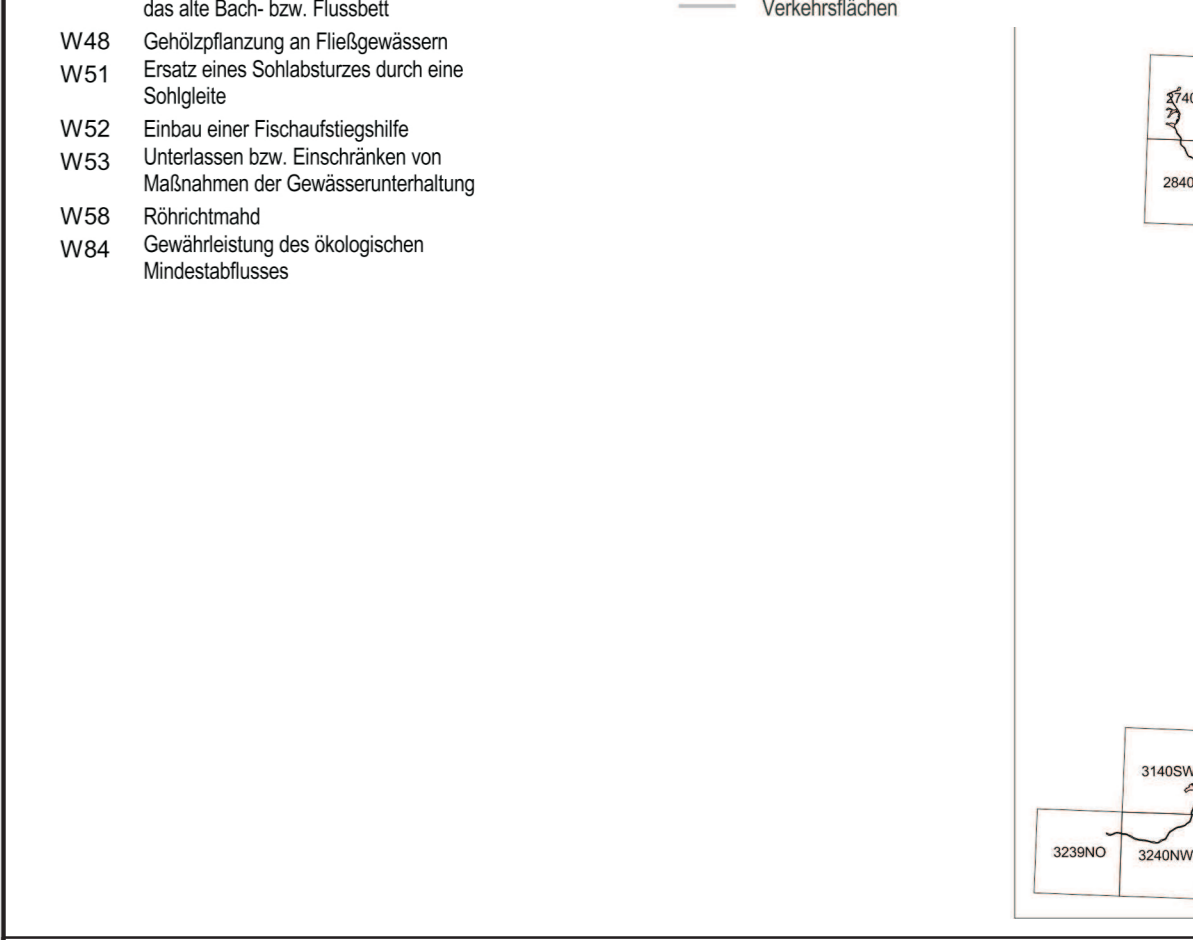 das alte Bach- bzw. Flussbett
W48 Gehölzpflanzung an Fließgewässern
W51 Ersatz eines Sohlabsturzes durch eine
Sohlgleite
W52 Einbau einer Fischaufstiegshilfe
W53 Unterlassen bzw. Einschränken von
Maßnahmen der Gewässerunterhaltung
W58 Röhrichtmahd
W84 Gewährleistung des ökologischen
Mindestabflusses
Verkehrsflächen
2740
2840
3140SW
3239NO
3240NW